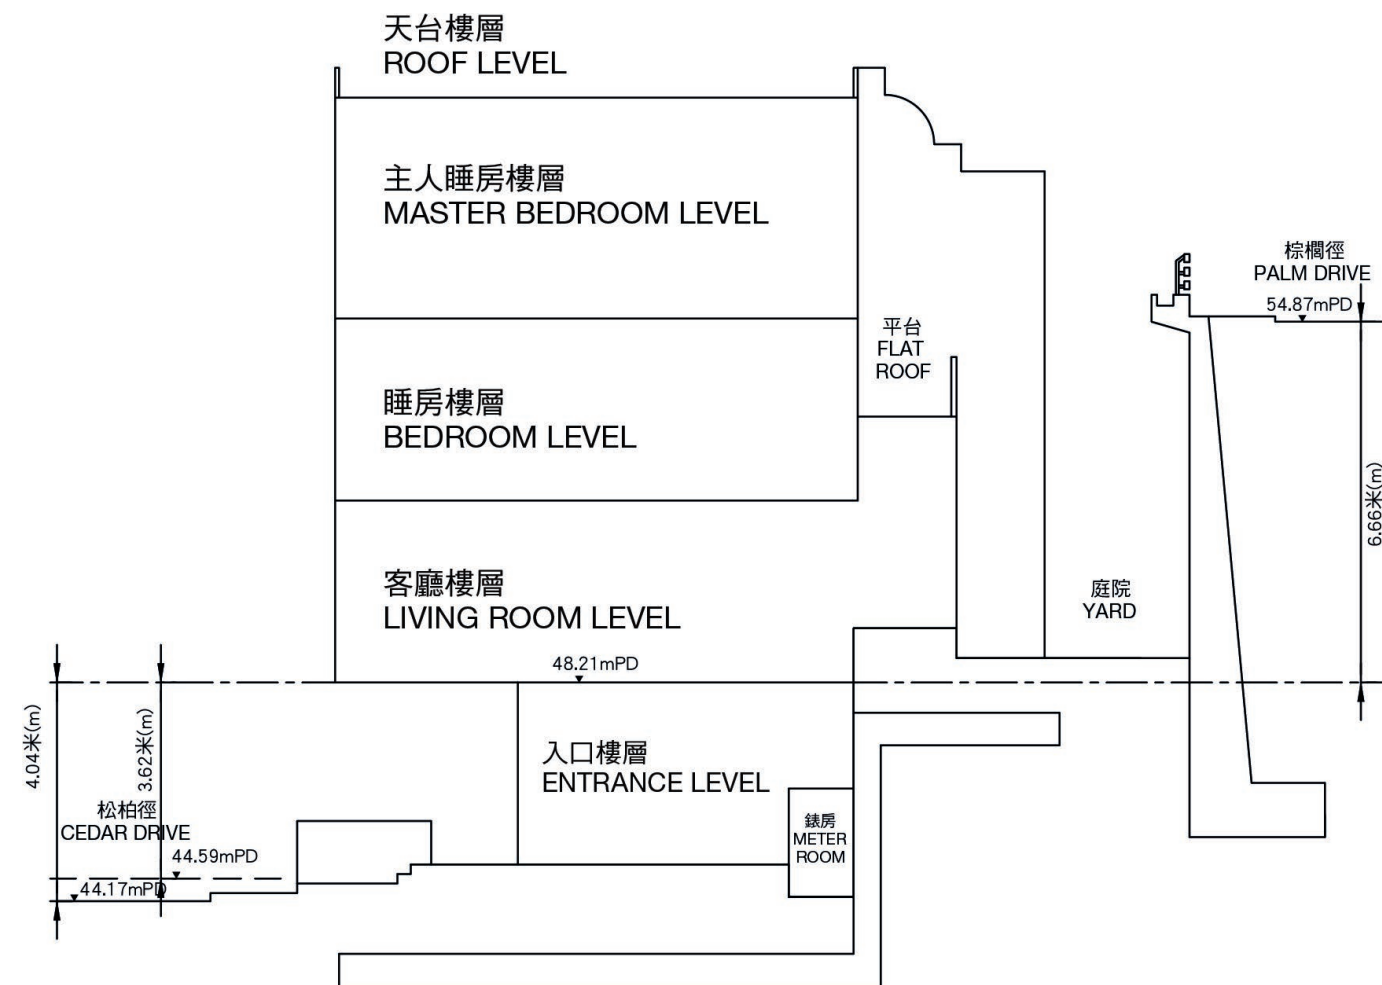 天台樓層
ROOF LEVEL
主人睡房樓層
MASTER BEDROOM LEVEL
棕櫚徑
PALM DRIVE
54.87mPD
平台
FLAT
ROOF
睡房樓層
BEDROOM LEVEL
6.66米(m)
客廳樓層
LIVING ROOM LEVEL
庭院
YARD
48.21mPD
4.04米(m)
3.62米(m)
入口樓層
ENTRANCE LEVEL
松柏徑
CEDAR DRIVE
錶房
METER
ROOM
44.59mPD
44.17mPD